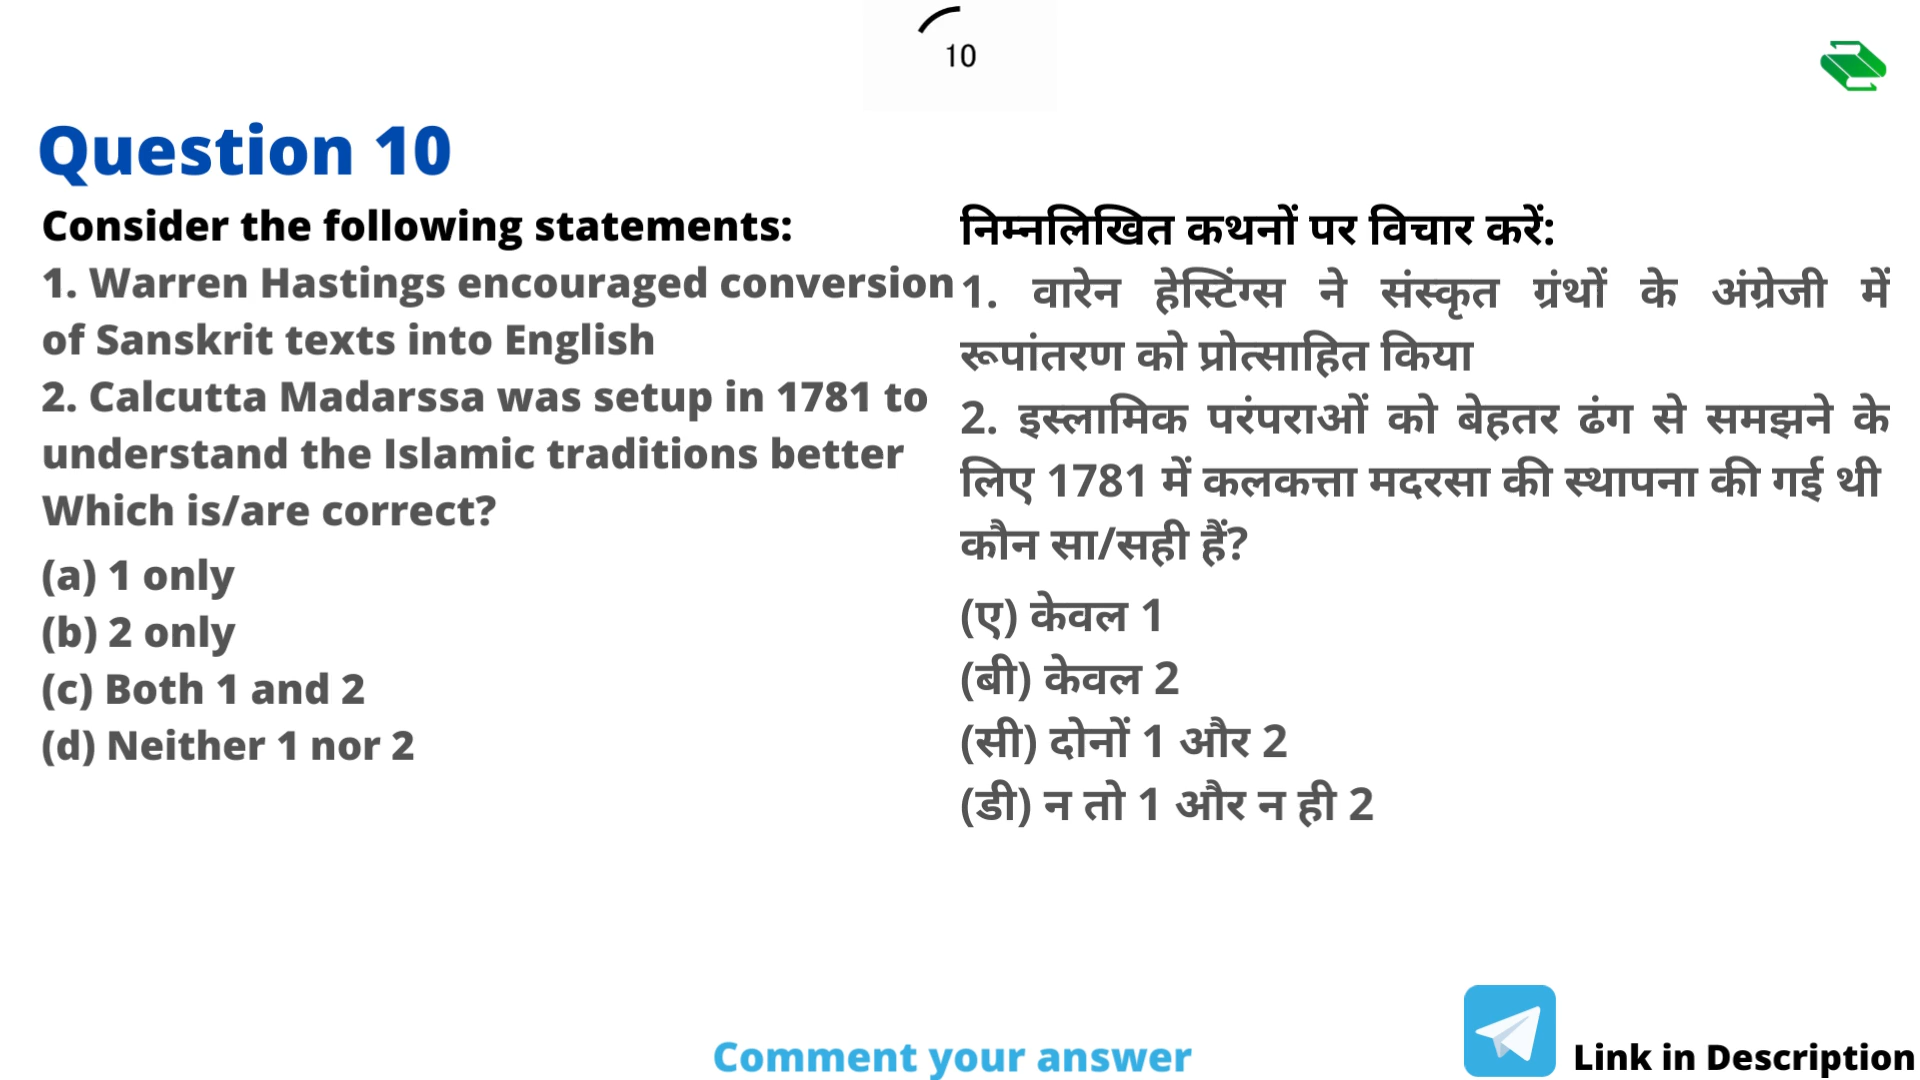 10
Question 10
Consider the following statements:
1. Warren Hastings encouraged conversion
of Sanskrit texts into English
2. Calcutta Madarssa was setup in 1781 to
understand the Islamic traditions better
Which is/are correct?
(a) 1 only
(b) 2 only
(c) Both 1 and 2
(d) Neither 1 nor 2
निम्नलिखित कथनों पर विचार करें:
1. वारेन हेस्टिंग्स ने संस्कृत ग्रंथों के अंग्रेजी में
रूपांतरण को प्रोत्साहित किया
2. इस्लामिक परंपराओं को बेहतर ढंग से समझने के
लिए 1781 में कलकत्ता मदरसा की स्थापना की गई थी
कौन सा/सही हैं?
(ए) केवल 1
(बी) केवल 2
(सी) दोनों 1 और 2
(डी) न तो 1 और न ही 2
Comment your answer
Link in Description